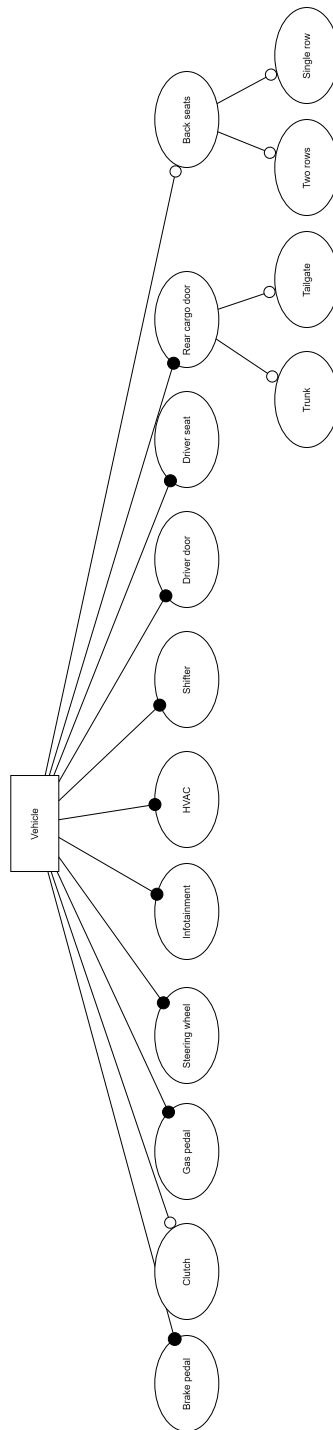 Vehicle
Brake pedal
Clutch
Gas pedal
Steering wheel
Infotainment
HVAC
Shifter
Driver door
Driver seat
Rear cargo door
Back seats
Trunk
Tailgate
Two rows
Single row